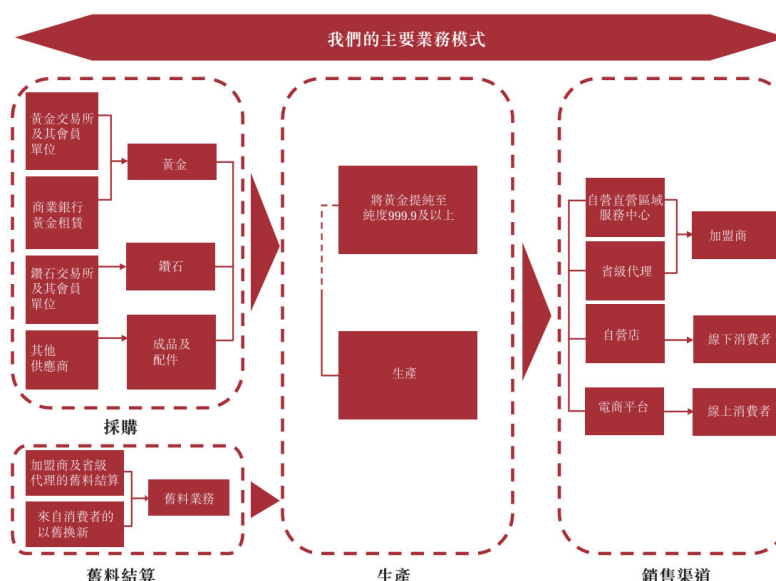 我們的主要業務模式
黃金交易所
及其會員
單位
黃金
商業銀行
黃金租賃
鑽石交易所
及其會員
單位
鑽石
其他
供應商
成品及
配件
採購
加盟商及省級
代理的舊料結算
來自消費者的
以舊換新
舊料業務
舊料結算
將黃金提純至
純度999.9及以上
生產
生產
自營直營區域
服務中心
省級代理
加盟商
自營店
線下消費者
電商平台
線上消費者
銷售渠道